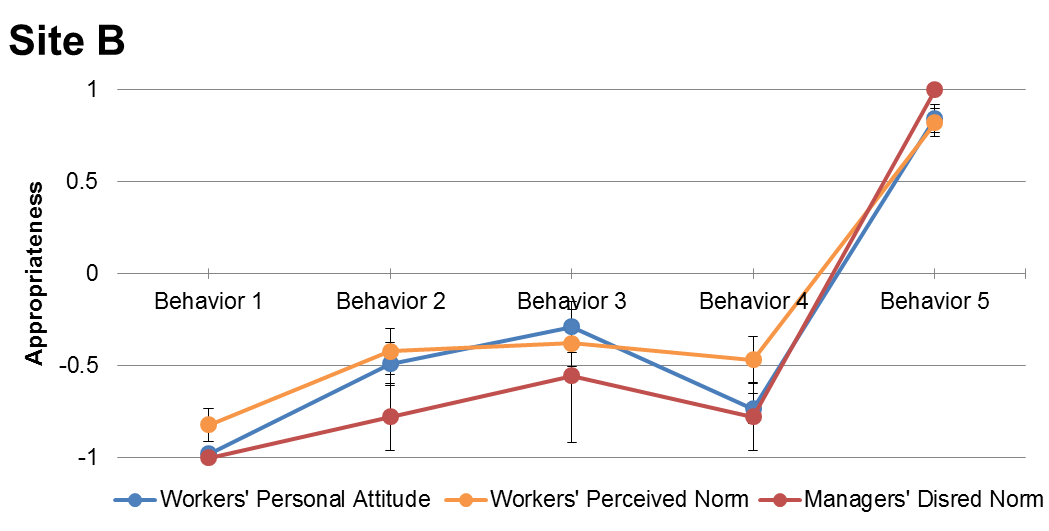 Site B
1
0.5
0
-0.5
-1
Appropriateness
Behavior 1 Behavior 2 Behavior 3 Behavior 4 Behavior 5
Workers' Personal Attitude Workers' Perceived Norm Managers' Disred Norm